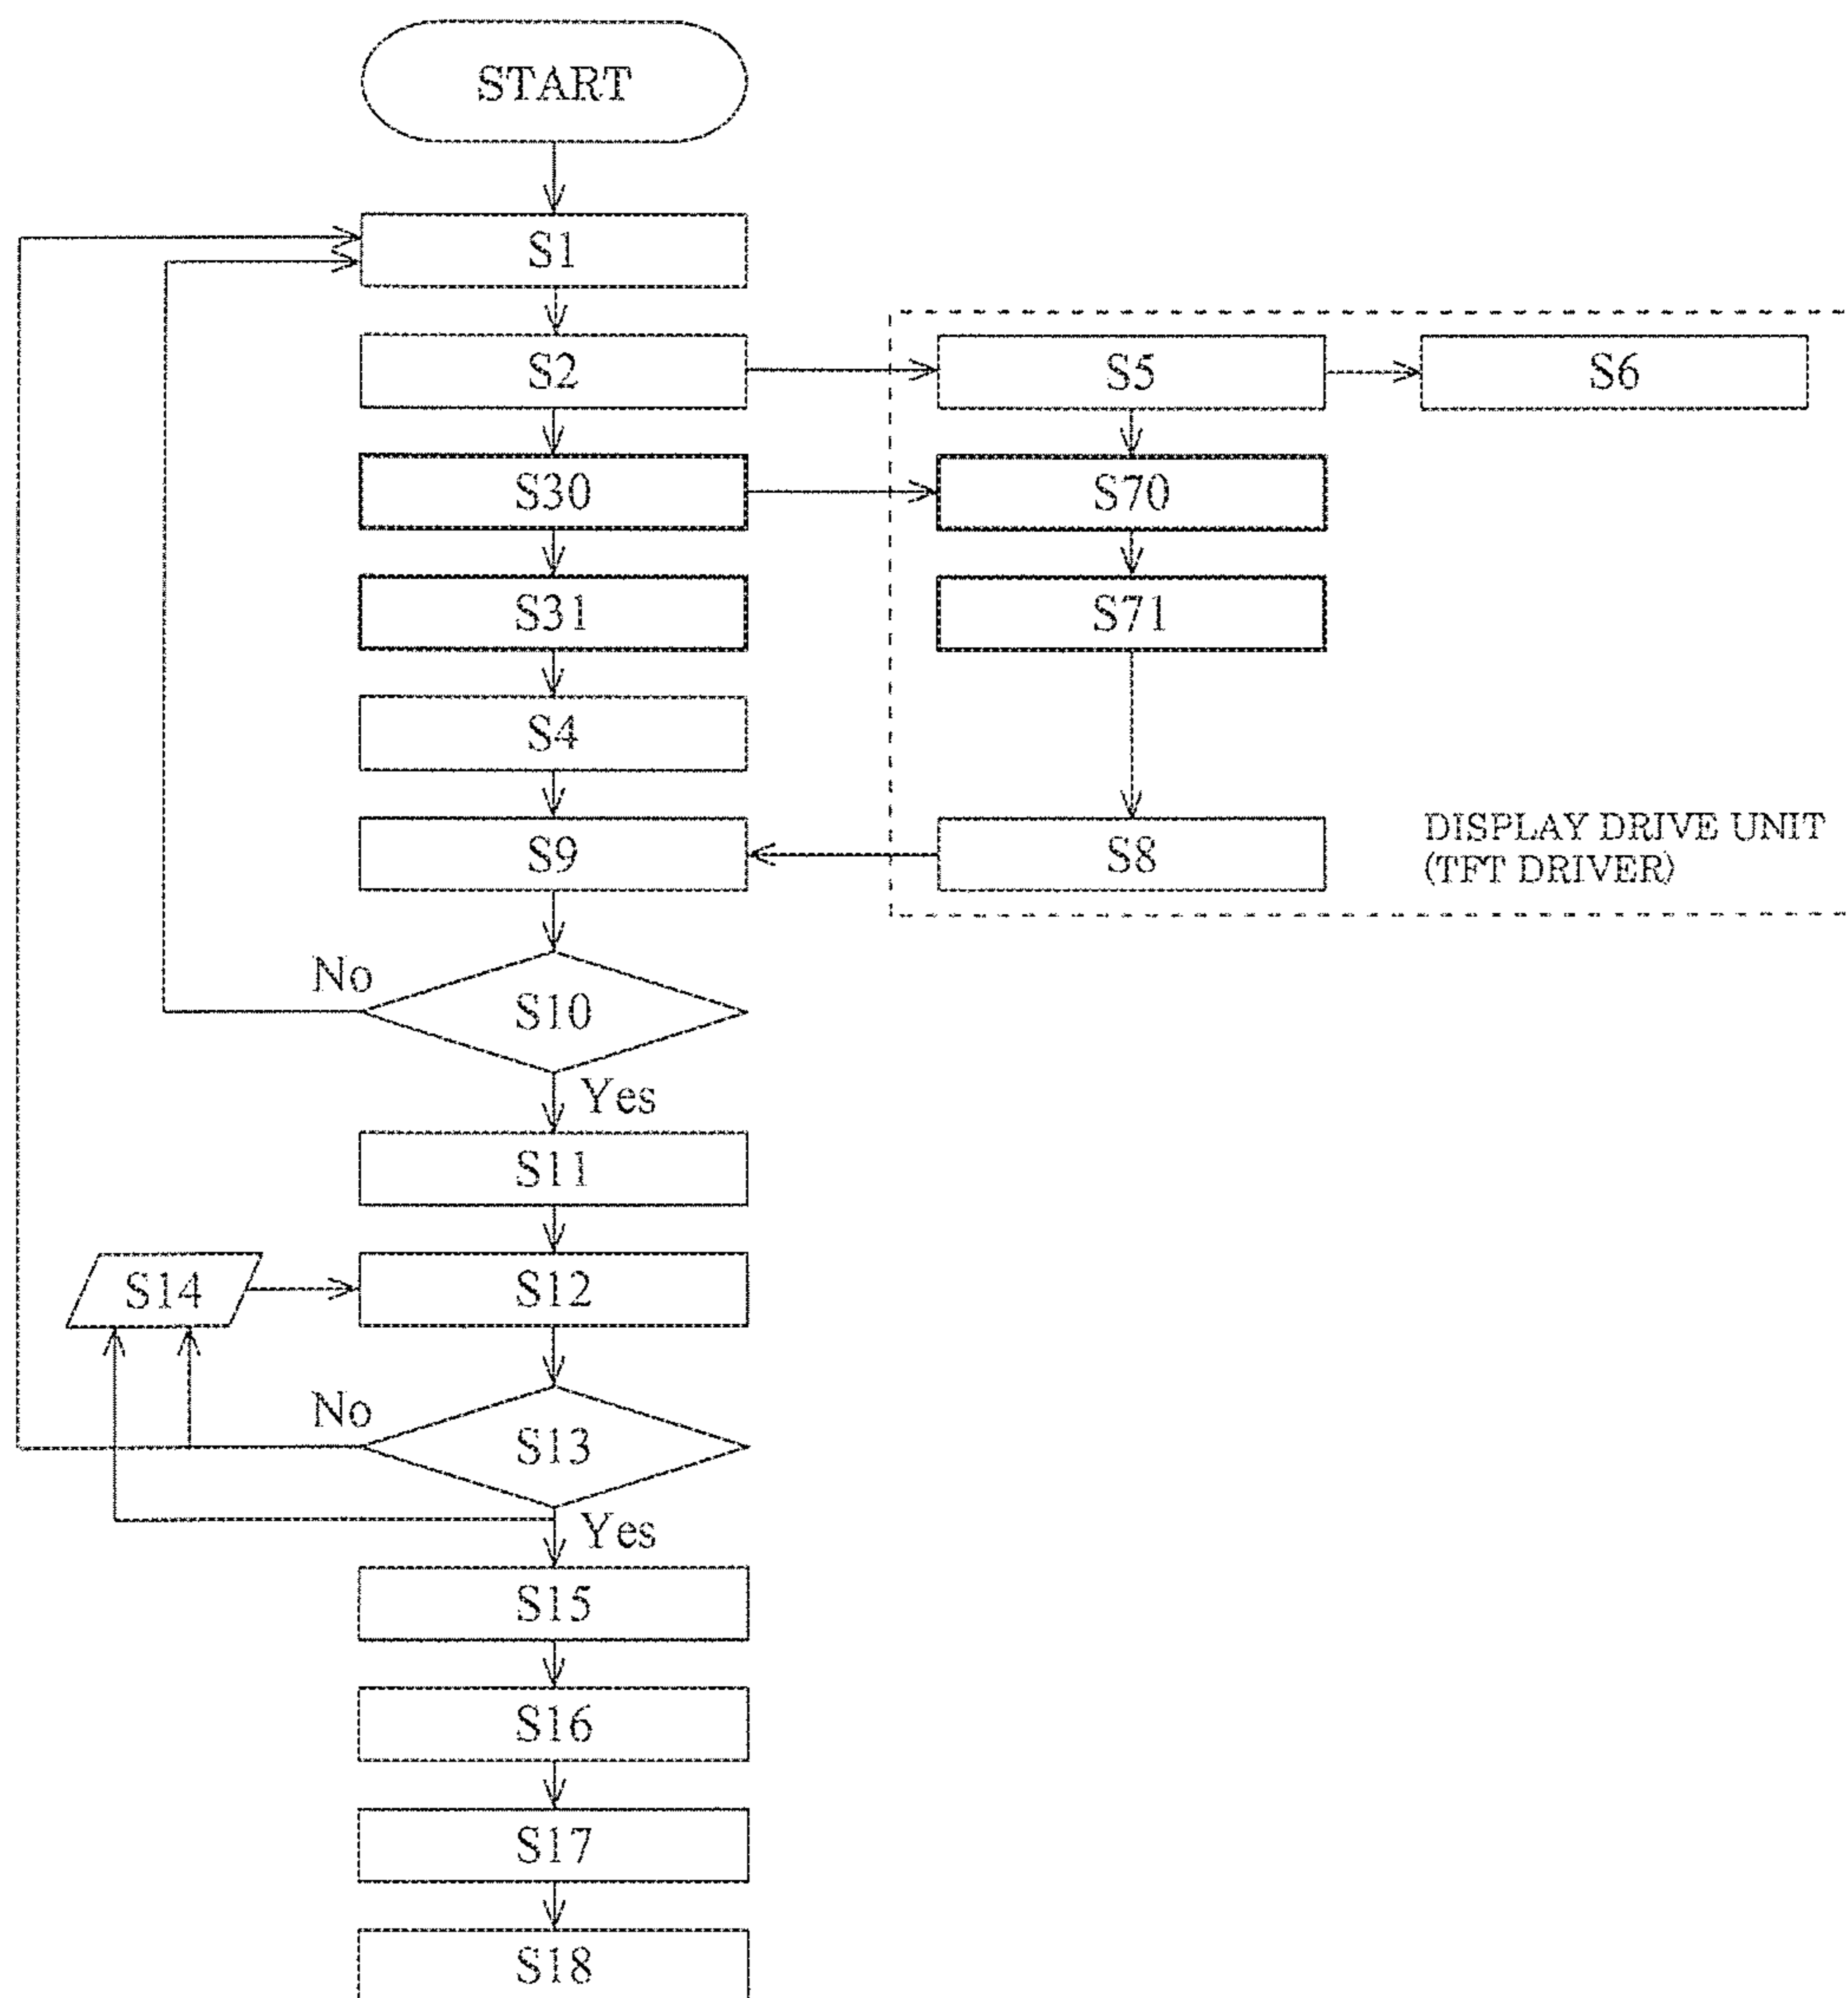 START
S1
S2
S5
S6
S30
S70
S31
S71
S4
S9
S8
DISPLAY DRIVE UNIT
(TFT DRIVER)
No
S10
Yes
S11
S14
S12
No
S13
Yes
S15
S16
S17
S18